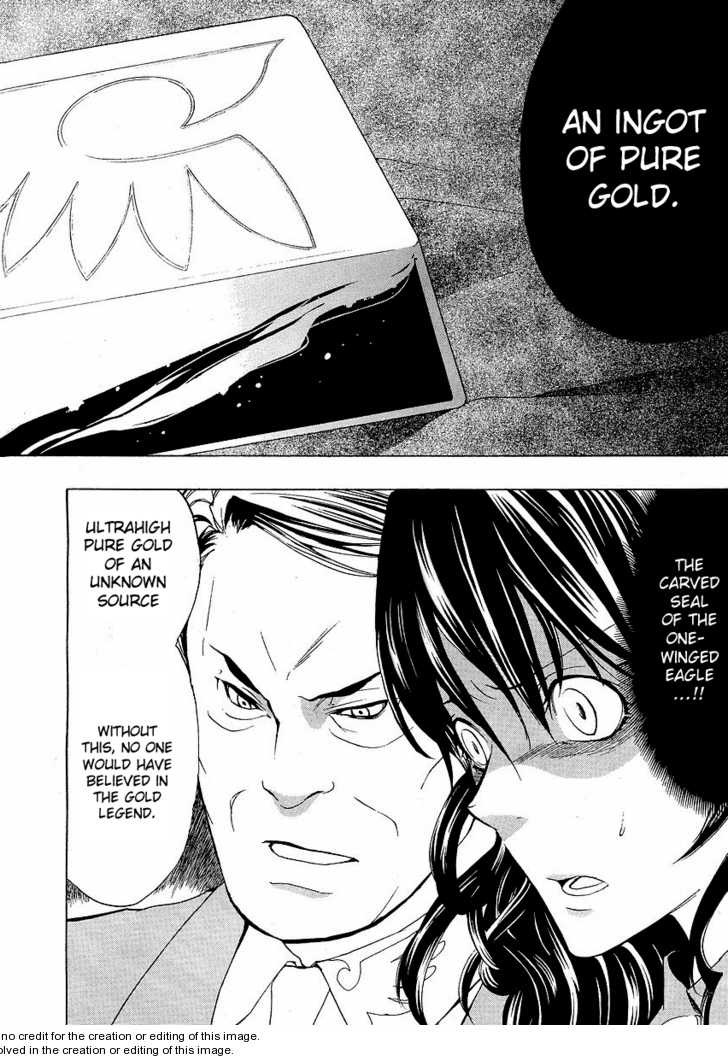 AN INGOT
OF PURE
GOLD.
THE
CARVED
SEAL
OF THE
ONE-
WINGED
EAGLE
...!!
ULTRAHIGH
PURE GOLD
OF AN
UNKNOWN
SOURCE
WITHOUT
THIS, NO ONE
WOULD HAVE
BELIEVED IN
THE GOLD
LEGEND.
no credit for the creation or editing of this image.
olved in the creation or editing of this image.